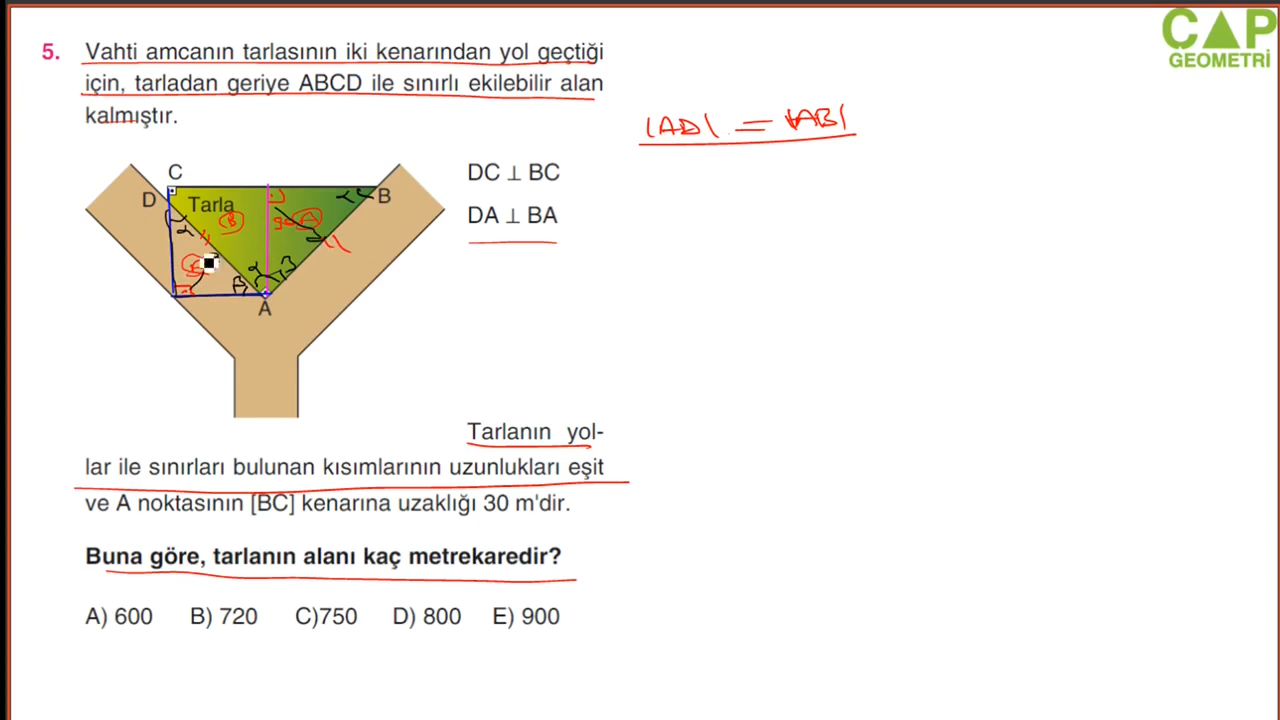 ÇAP
GEOMETRİ
5. Vahti amcanın tarlasının iki kenarından yol geçtiği
için, tarladan geriye ABCD ile sınırlı ekilebilir alan
kalmıştır.
|AD| = |AB|
C
D
Tarla
B
A
DC ⊥ BC
DA ⊥ BA
B
30
A
Tarlanın yol-
lar ile sınırları bulunan kısımlarının uzunlukları eşit
ve A noktasının [BC] kenarına uzaklığı 30 m'dir.
Buna göre, tarlanın alanı kaç metrekaredir?
A) 600 B) 720 C)750 D) 800 E) 900